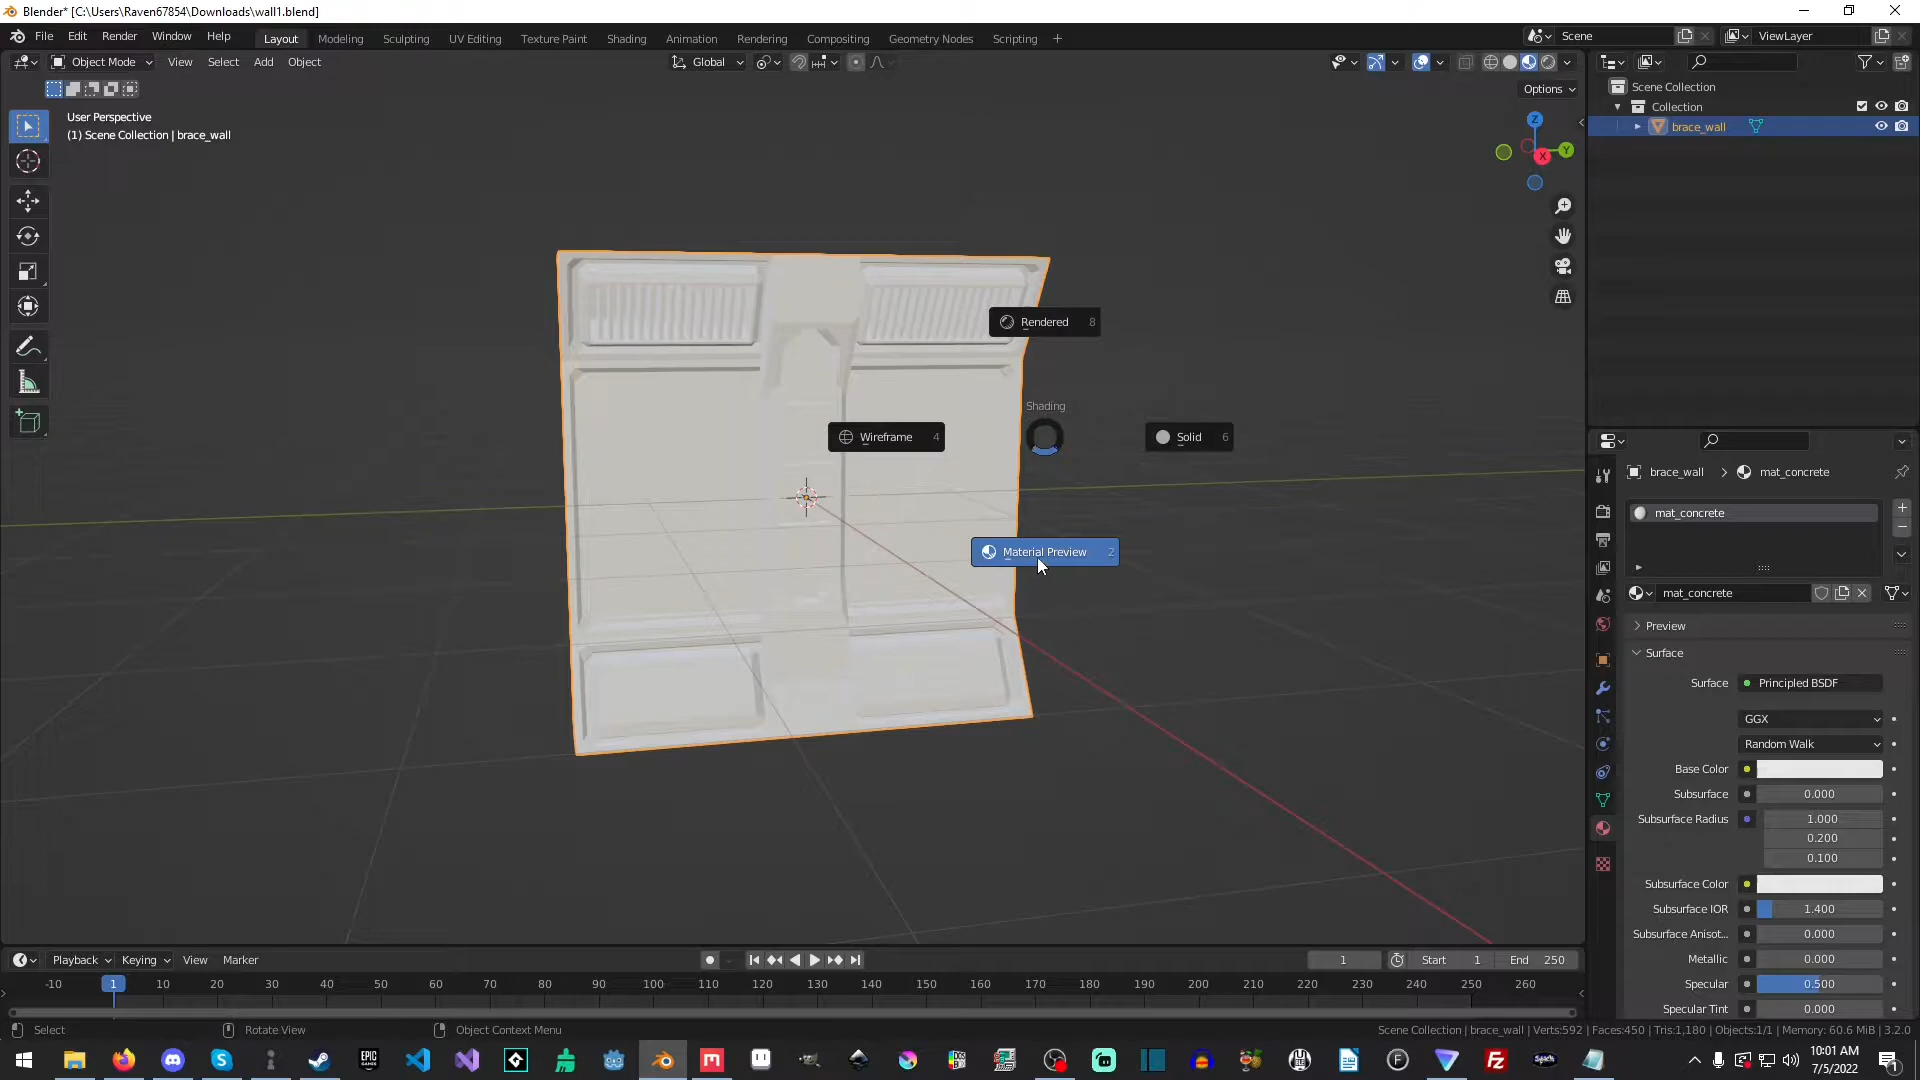 Blender* [C:\Users\Raven67854\Downloads\wall1.blend]
File Edit Render Window Help
Layout Modeling Sculpting UV Editing Texture Paint Shading Animation Rendering Compositing Geometry Nodes Scripting +
Scene
ViewLayer
Object Mode View Select Add Object
Global
Options
User Perspective
(1) Scene Collection | brace_wall
Z
Y
X
Scene Collection
Collection
brace_wall
Rendered 8
Shading
Wireframe 4
Solid 6
Material Preview 2
brace_wall > mat_concrete
mat_concrete
mat_concrete
Preview
Surface
Surface Principled BSDF
GGX
Random Walk
Base Color
Subsurface 0.000
Subsurface Radius 1.000
0.200
0.100
Subsurface Color
Subsurface IOR 1.400
Subsurface Anisot... 0.000
Metallic 0.000
Specular 0.500
Specular Tint 0.000
Playback Keying View Marker
1 Start 1 End 250
-10 1 10 20 30 40 50 60 70 80 90 100 110 120 130 140 150 160 170 180 190 200 210 220 230 240 250 260
Select Rotate View Object Context Menu
Scene Collection | brace_wall | Verts:592 | Faces:450 | Tris:1,180 | Objects:1/1 | Memory: 60.6 MiB | 3.2.0
EPIC GAMES
10:01 AM
7/5/2022
1